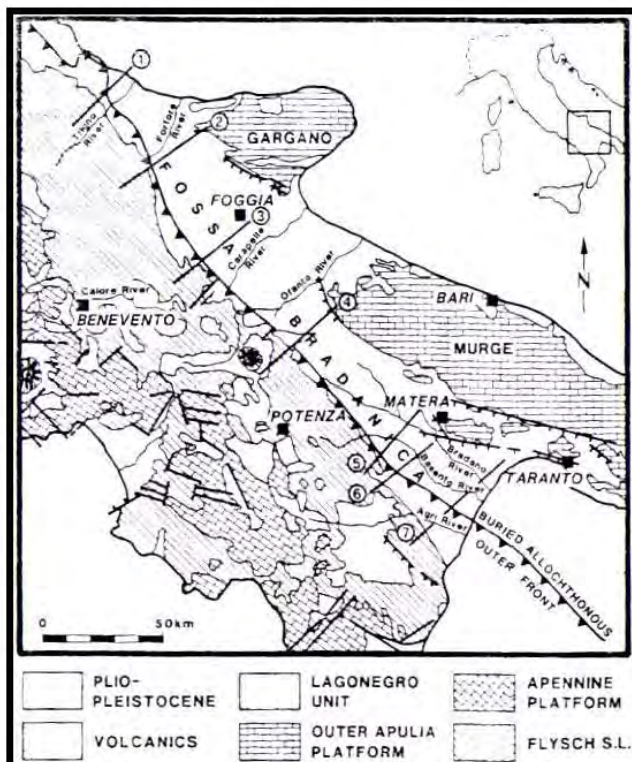 1
Trigno River
Fortore River
2
GARGANO
FOSSA
FOGGIA
3
Carapelle River
Ofanto River
Calore River
BENEVENTO
4
BARI
MURGE
BRADANICA
MATERA
POTENZA
5
Bradano River
Basento River
6
TARANTO
Agri River
7
BURIED ALLOCHTHONOUS
OUTER FRONT
N
0 50km
PLIO-
PLEISTOCENE
LAGONEGRO
UNIT
APENNINE
PLATFORM
VOLCANICS
OUTER APULIA
PLATFORM
FLYSCH S.L.